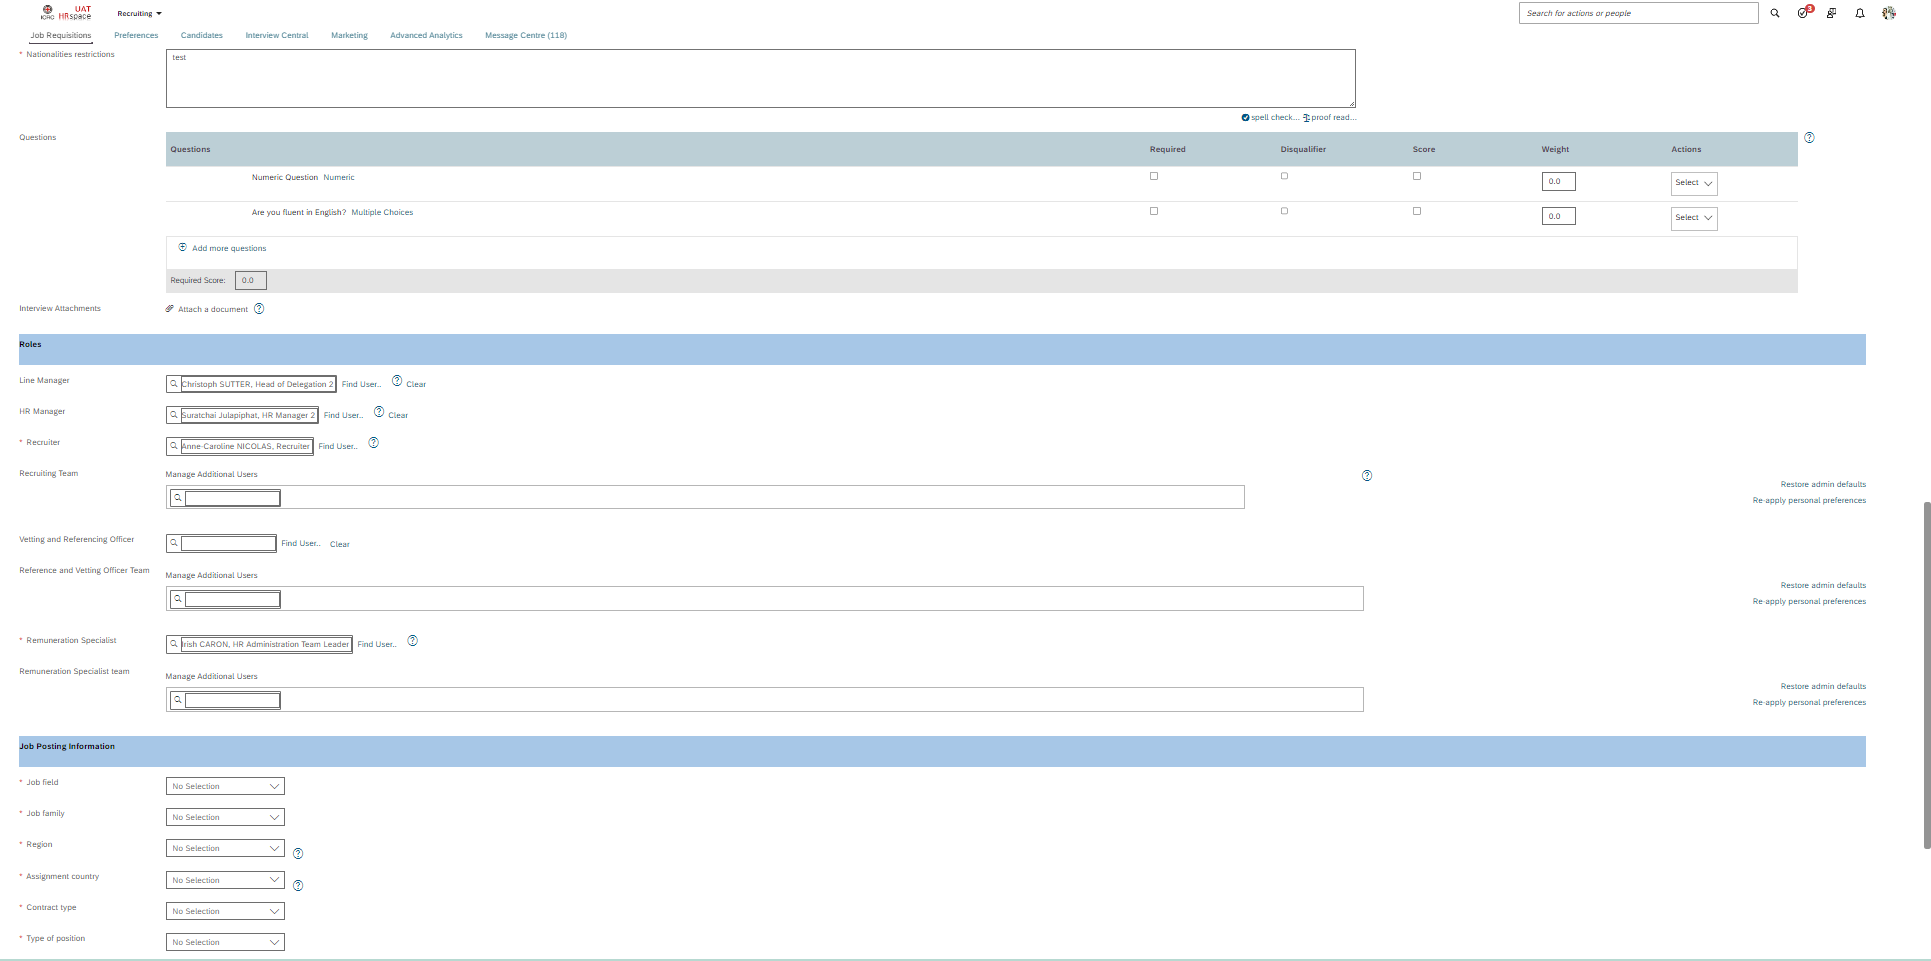 ICRC UAT HRspace Recruiting Search for actions or people 3
Job Requisitions Preferences Candidates Interview Central Marketing Advanced Analytics Message Centre (118)
* Nationalities restrictions test
spell check... proof read...
Questions
Questions Required Disqualifier Score Weight Actions
Numeric Question Numeric 0.0 Select
Are you fluent in English? Multiple Choices 0.0 Select
Add more questions
Required Score: 0.0
Interview Attachments Attach a document
Roles
Line Manager Christoph SUTTER, Head of Delegation 2 Find User.. Clear
HR Manager Suratchai Julapiphat, HR Manager 2 Find User.. Clear
* Recruiter Anne-Caroline NICOLAS, Recruiter Find User..
Recruiting Team Manage Additional Users
Restore admin defaults
Re-apply personal preferences
Vetting and Referencing Officer Find User.. Clear
Reference and Vetting Officer Team Manage Additional Users
Restore admin defaults
Re-apply personal preferences
* Remuneration Specialist Irish CARON, HR Administration Team Leader Find User..
Remuneration Specialist team Manage Additional Users
Restore admin defaults
Re-apply personal preferences
Job Posting Information
* Job field No Selection
* Job family No Selection
* Region No Selection
* Assignment country No Selection
* Contract type No Selection
* Type of position No Selection